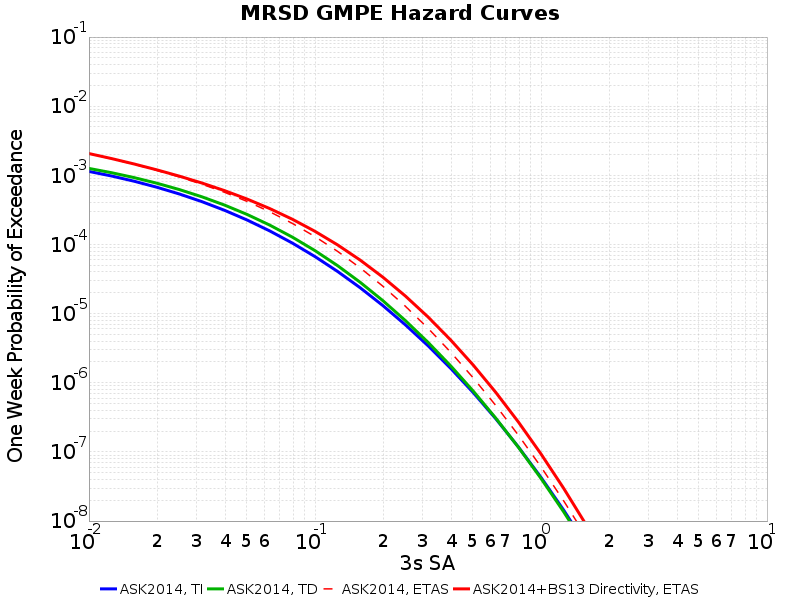 MRSD GMPE Hazard Curves
One Week Probability of Exceedance
10-1
10-2
10-3
10-4
10-5
10-6
10-7
10-8
10-2 2 3 4 5 6 10-1 2 3 4 5 6 7 100 2 3 4 5 6 7 101
3s SA
ASK2014, TI ASK2014, TD ASK2014, ETAS ASK2014+BS13 Directivity, ETAS